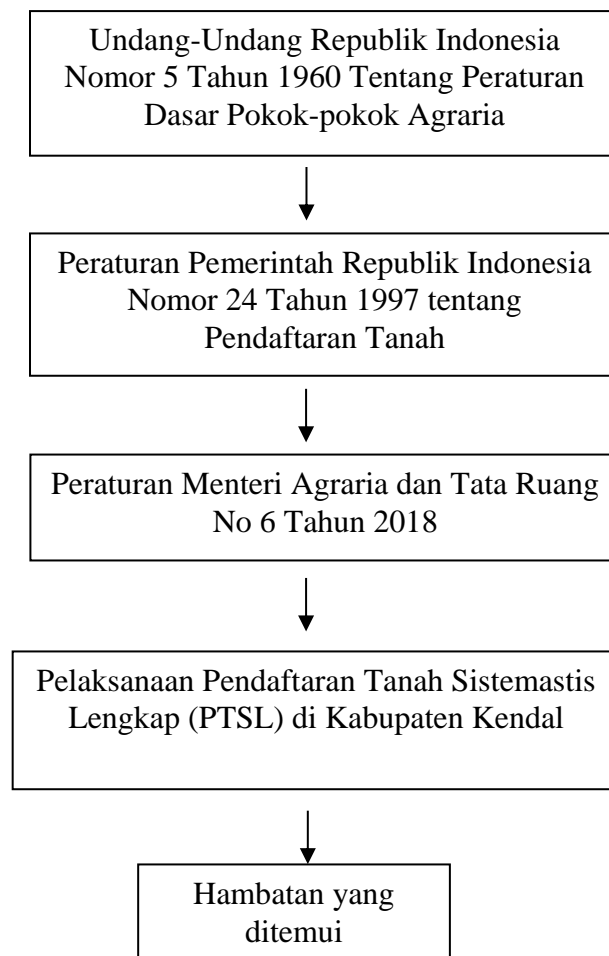 Undang-Undang Republik Indonesia
Nomor 5 Tahun 1960 Tentang Peraturan
Dasar Pokok-pokok Agraria
Peraturan Pemerintah Republik Indonesia
Nomor 24 Tahun 1997 tentang
Pendaftaran Tanah
Peraturan Menteri Agraria dan Tata Ruang
No 6 Tahun 2018
Pelaksanaan Pendaftaran Tanah Sistemastis
Lengkap (PTSL) di Kabupaten Kendal
Hambatan yang
ditemui